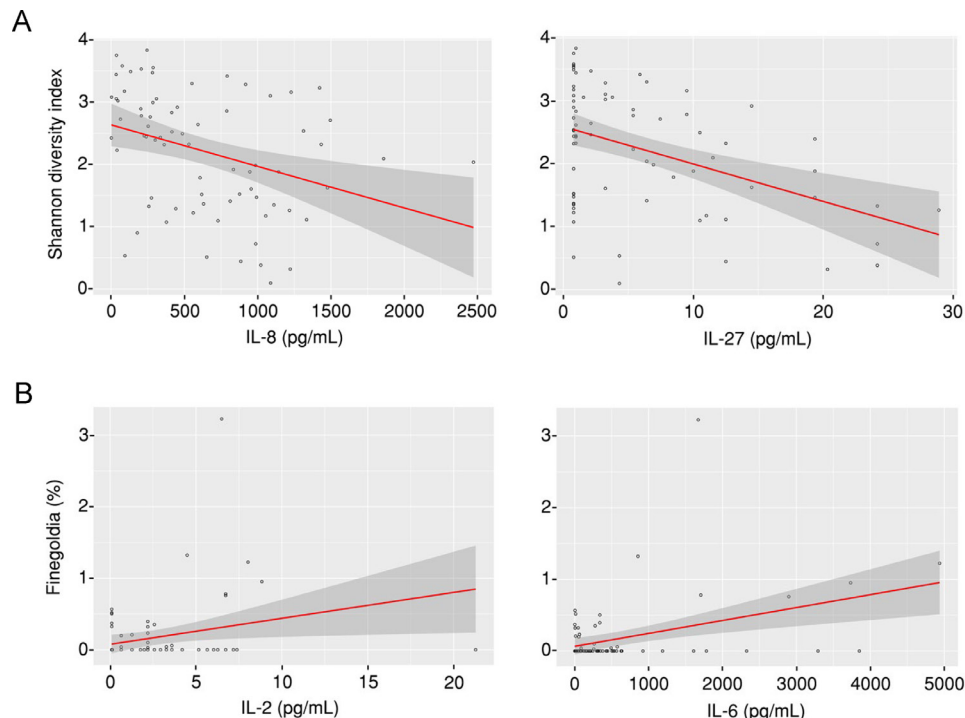 A
4
3
2
1
0
Shannon diversity index
0 500 1000 1500 2000 2500
IL-8 (pg/mL)
4
3
2
1
0
0 10 20 30
IL-27 (pg/mL)
B
3
2
1
0
Finegoldia (%)
0 5 10 15 20
IL-2 (pg/mL)
3
2
1
0
0 1000 2000 3000 4000 5000
IL-6 (pg/mL)